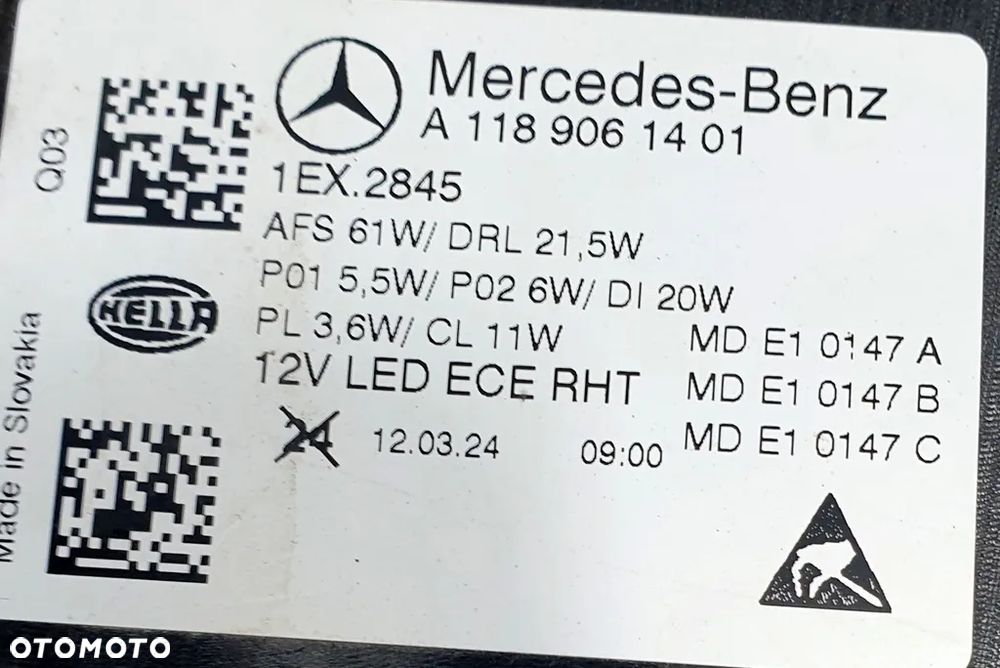 Mercedes-Benz
A 118 906 14 01
Q03
1EX.2845
AFS 61W/ DRL 21,5W
P01 5,5W/ P02 6W/ DI 20W
HELLA
PL 3,6W/ CL 11W
MD E1 0147 A
12V LED ECE RHT
MD E1 0147 B
24
12.03.24
09:00
MD E1 0147 C
Made in Slovakia
OTOMOTO